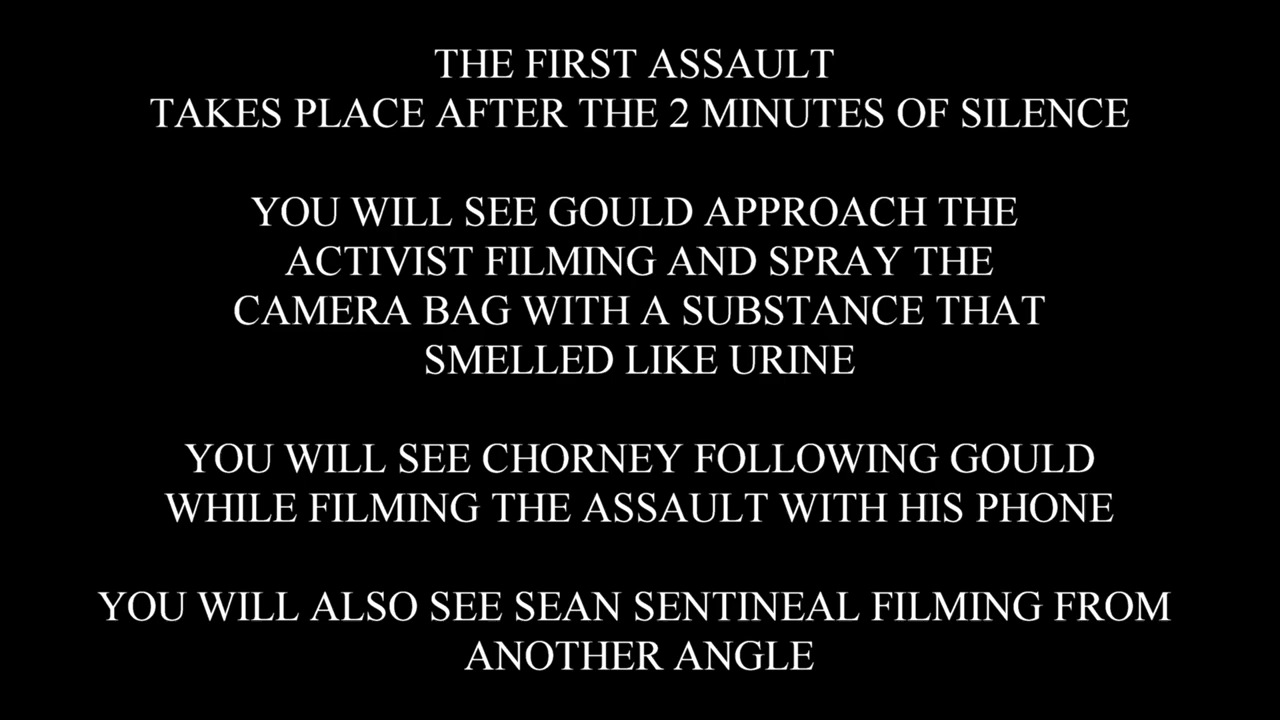 THE FIRST ASSAULT
TAKES PLACE AFTER THE 2 MINUTES OF SILENCE
YOU WILL SEE GOULD APPROACH THE
ACTIVIST FILMING AND SPRAY THE
CAMERA BAG WITH A SUBSTANCE THAT
SMELLED LIKE URINE
YOU WILL SEE CHORNEY FOLLOWING GOULD
WHILE FILMING THE ASSAULT WITH HIS PHONE
YOU WILL ALSO SEE SEAN SENTINEAL FILMING FROM
ANOTHER ANGLE